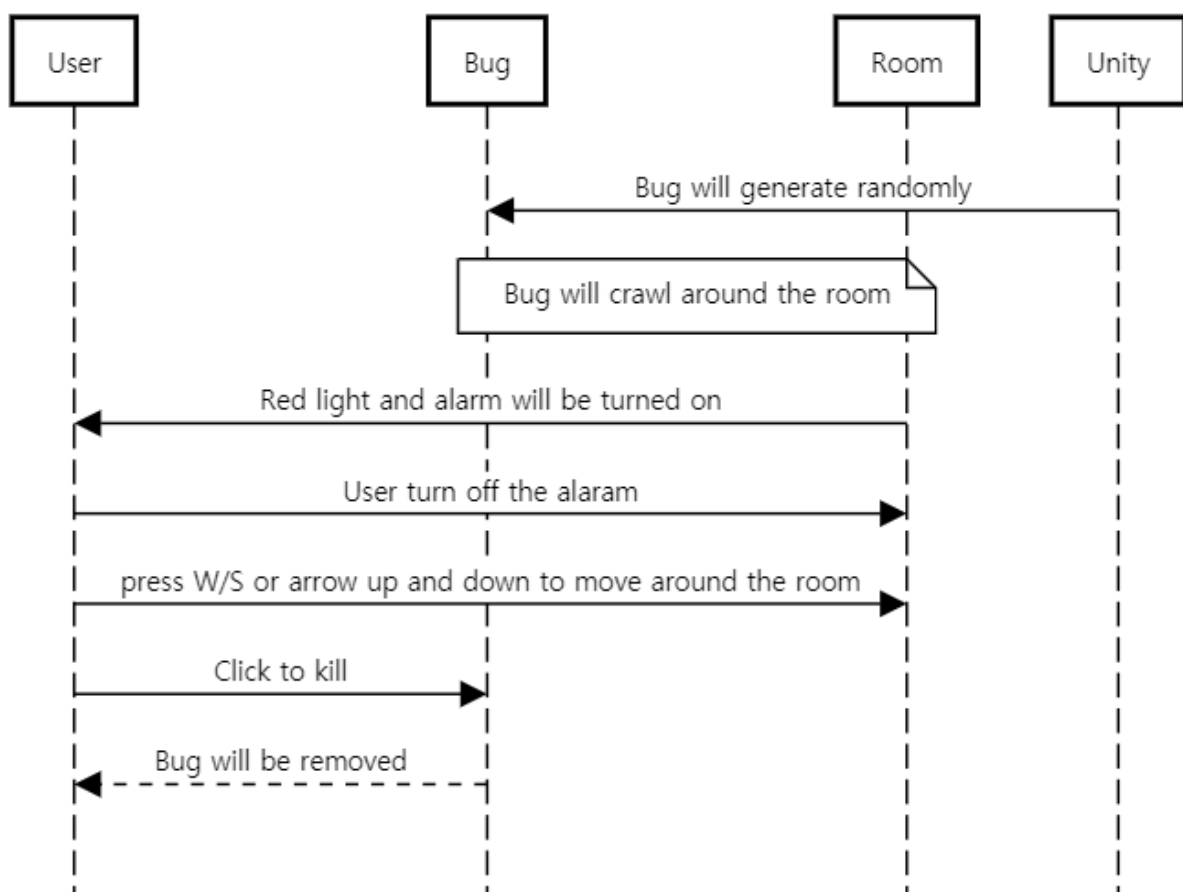 User
Bug
Room
Unity
Bug will generate randomly
Bug will crawl around the room
Red light and alarm will be turned on
User turn off the alaram
press W/S or arrow up and down to move around the room
Click to kill
Bug will be removed